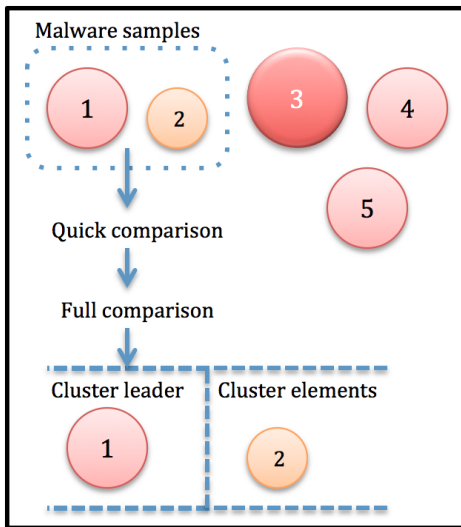 Malware samples
1
2
3
4
5
Quick comparison
Full comparison
Cluster leader
Cluster elements
1
2